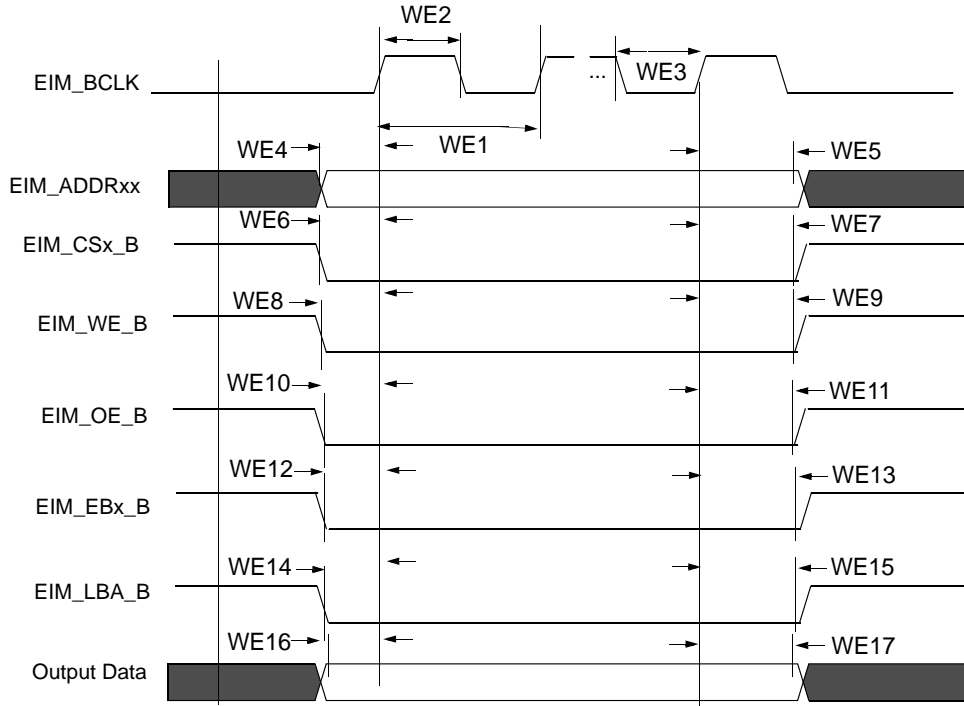 WE2
EIM_BCLK
...
WE3
WE4
WE1
WE5
EIM_ADDRxx
WE6
WE7
EIM_CSx_B
WE8
WE9
EIM_WE_B
WE10
WE11
EIM_OE_B
WE12
WE13
EIM_EBx_B
WE14
WE15
EIM_LBA_B
WE16
WE17
Output Data